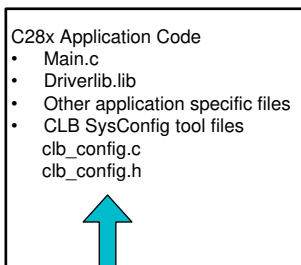 C28x Application Code
• Main.c
• Driverlib.lib
• Other application specific files
• CLB SysConfig tool files
clb_config.c
clb_config.h